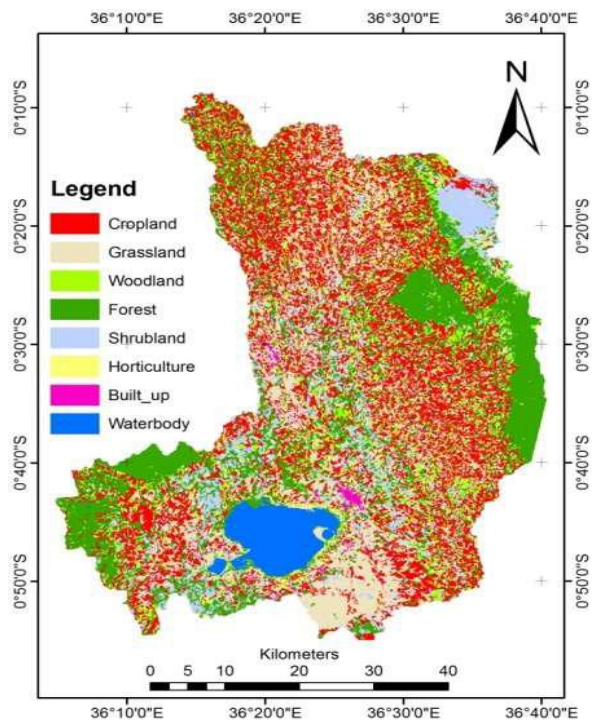 36°10'0"E 36°20'0"E 36°30'0"E 36°40'0"E
N
0°10'0"S 0°10'0"S
Legend
Cropland
Grassland
Woodland
Forest
Shrubland
Horticulture
Built_up
Waterbody
0°20'0"S 0°20'0"S
0°30'0"S 0°30'0"S
0°40'0"S 0°40'0"S
0°50'0"S 0°50'0"S
Kilometers
0 5 10 20 30 40
36°10'0"E 36°20'0"E 36°30'0"E 36°40'0"E